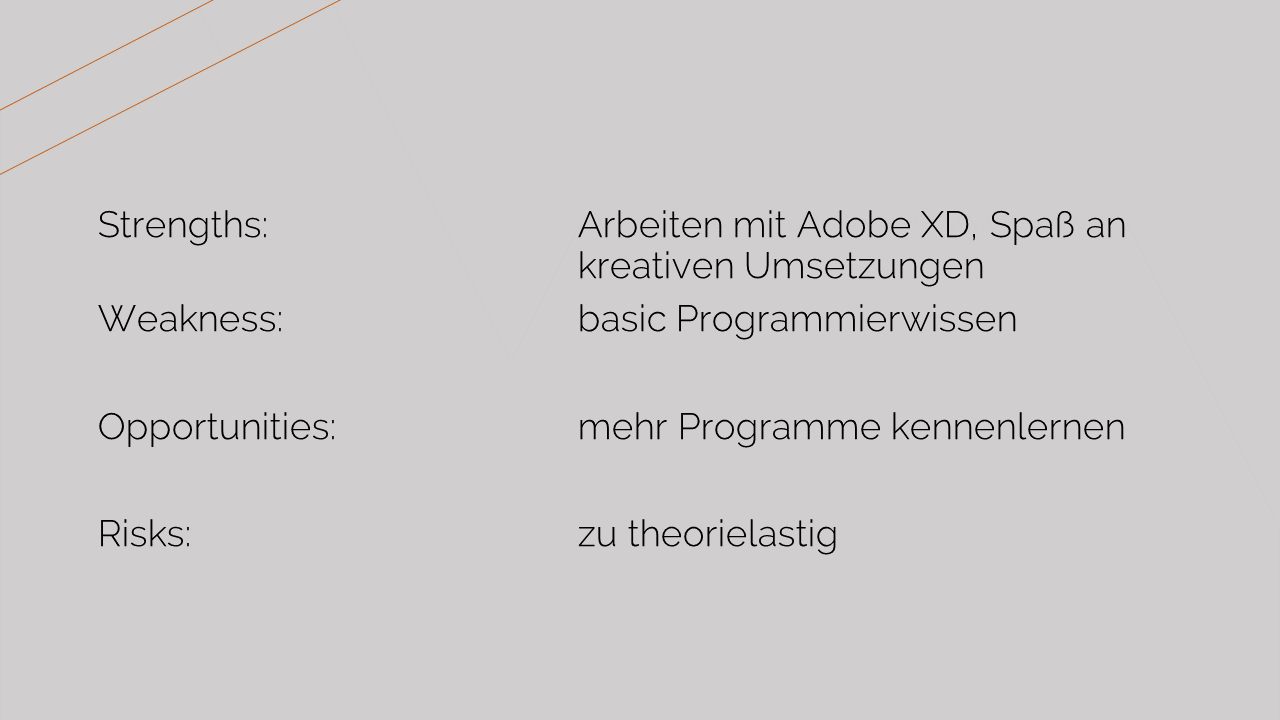 Strengths:
Arbeiten mit Adobe XD, Spaß an
kreativen Umsetzungen
Weakness:
basic Programmierwissen
Opportunities:
mehr Programme kennenlernen
Risks:
zu theorielastig